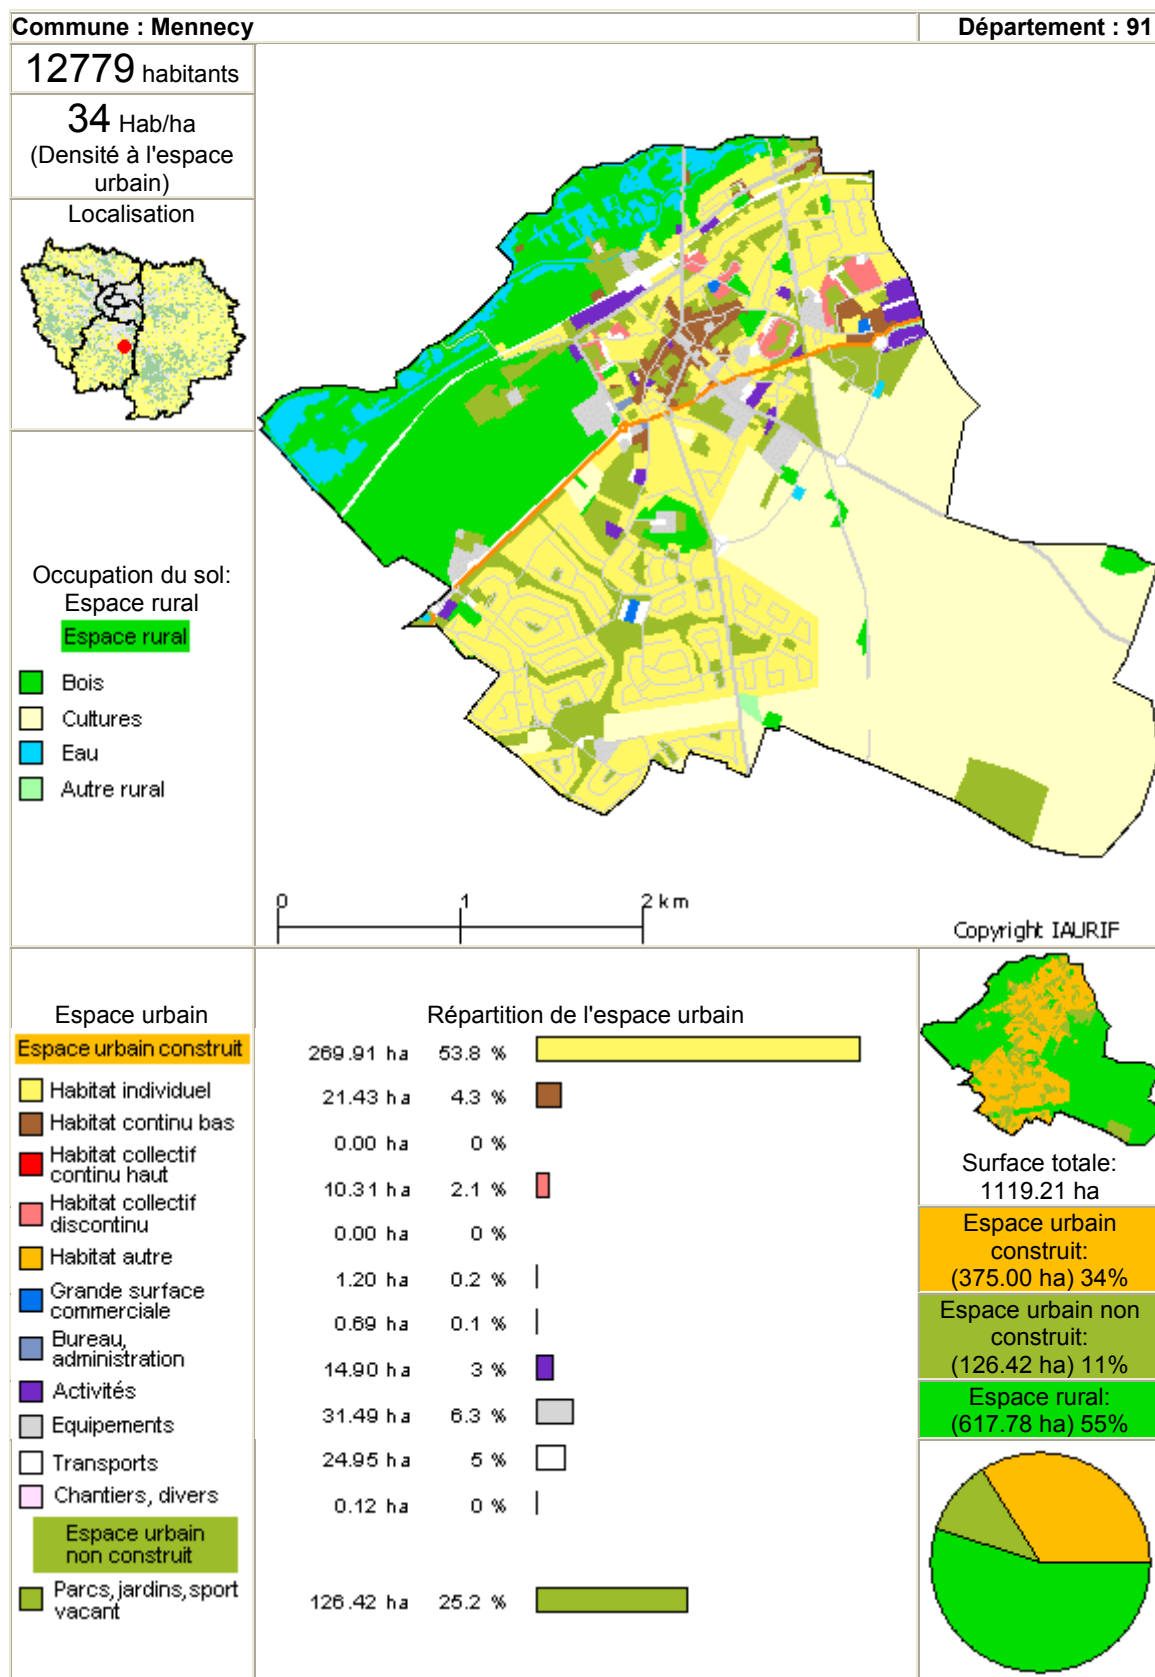 Commune : Mennecy
Département : 91
12779 habitants
34 Hab/ha
(Densité à l'espace
urbain)
Localisation
Occupation du sol:
Espace rural
Espace rural
Bois
Cultures
Eau
Autre rural
0 1 2 km
Copyright IAURIF
Espace urbain
Espace urbain construit
Habitat individuel
Habitat continu bas
Habitat collectif
continu haut
Habitat collectif
discontinu
Habitat autre
Grande surface
commerciale
Bureau,
administration
Activités
Equipements
Transports
Chantiers, divers
Espace urbain
non construit
Parcs, jardins, sport
vacant
Répartition de l'espace urbain
269.91 ha 53.8 %
21.43 ha 4.3 %
0.00 ha 0 %
10.31 ha 2.1 %
0.00 ha 0 %
1.20 ha 0.2 %
0.69 ha 0.1 %
14.90 ha 3 %
31.49 ha 6.3 %
24.95 ha 5 %
0.12 ha 0 %
126.42 ha 25.2 %
Surface totale:
1119.21 ha
Espace urbain
construit:
(375.00 ha) 34%
Espace urbain non
construit:
(126.42 ha) 11%
Espace rural:
(617.78 ha) 55%